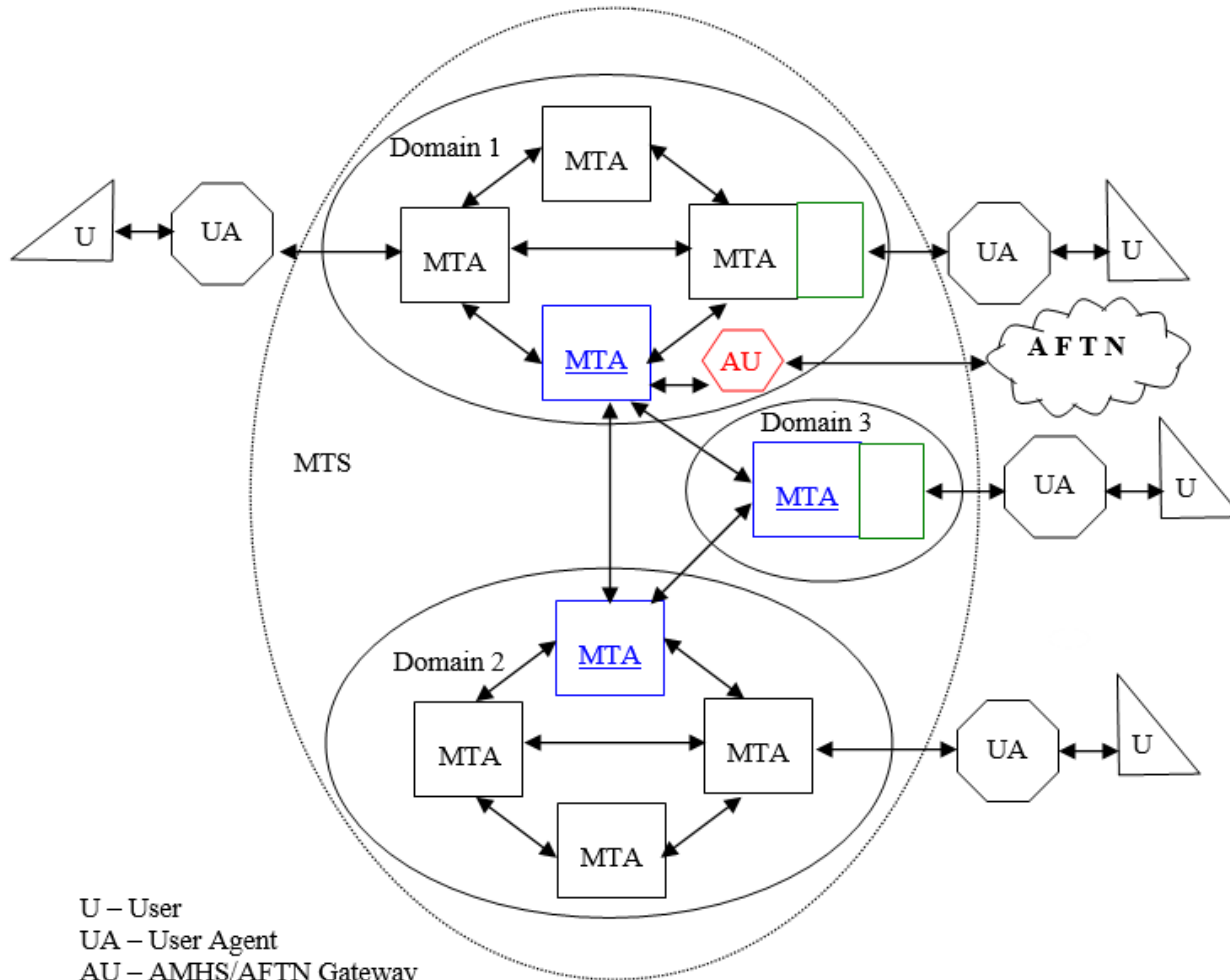 Domain 1
MTA
U
UA
MTA
MTA
UA
U
MTA
AU
A F T N
Domain 3
MTS
MTA
UA
U
MTA
Domain 2
MTA
MTA
UA
U
MTA
U – User
UA – User Agent
AU – AMHS/AFTN Gateway